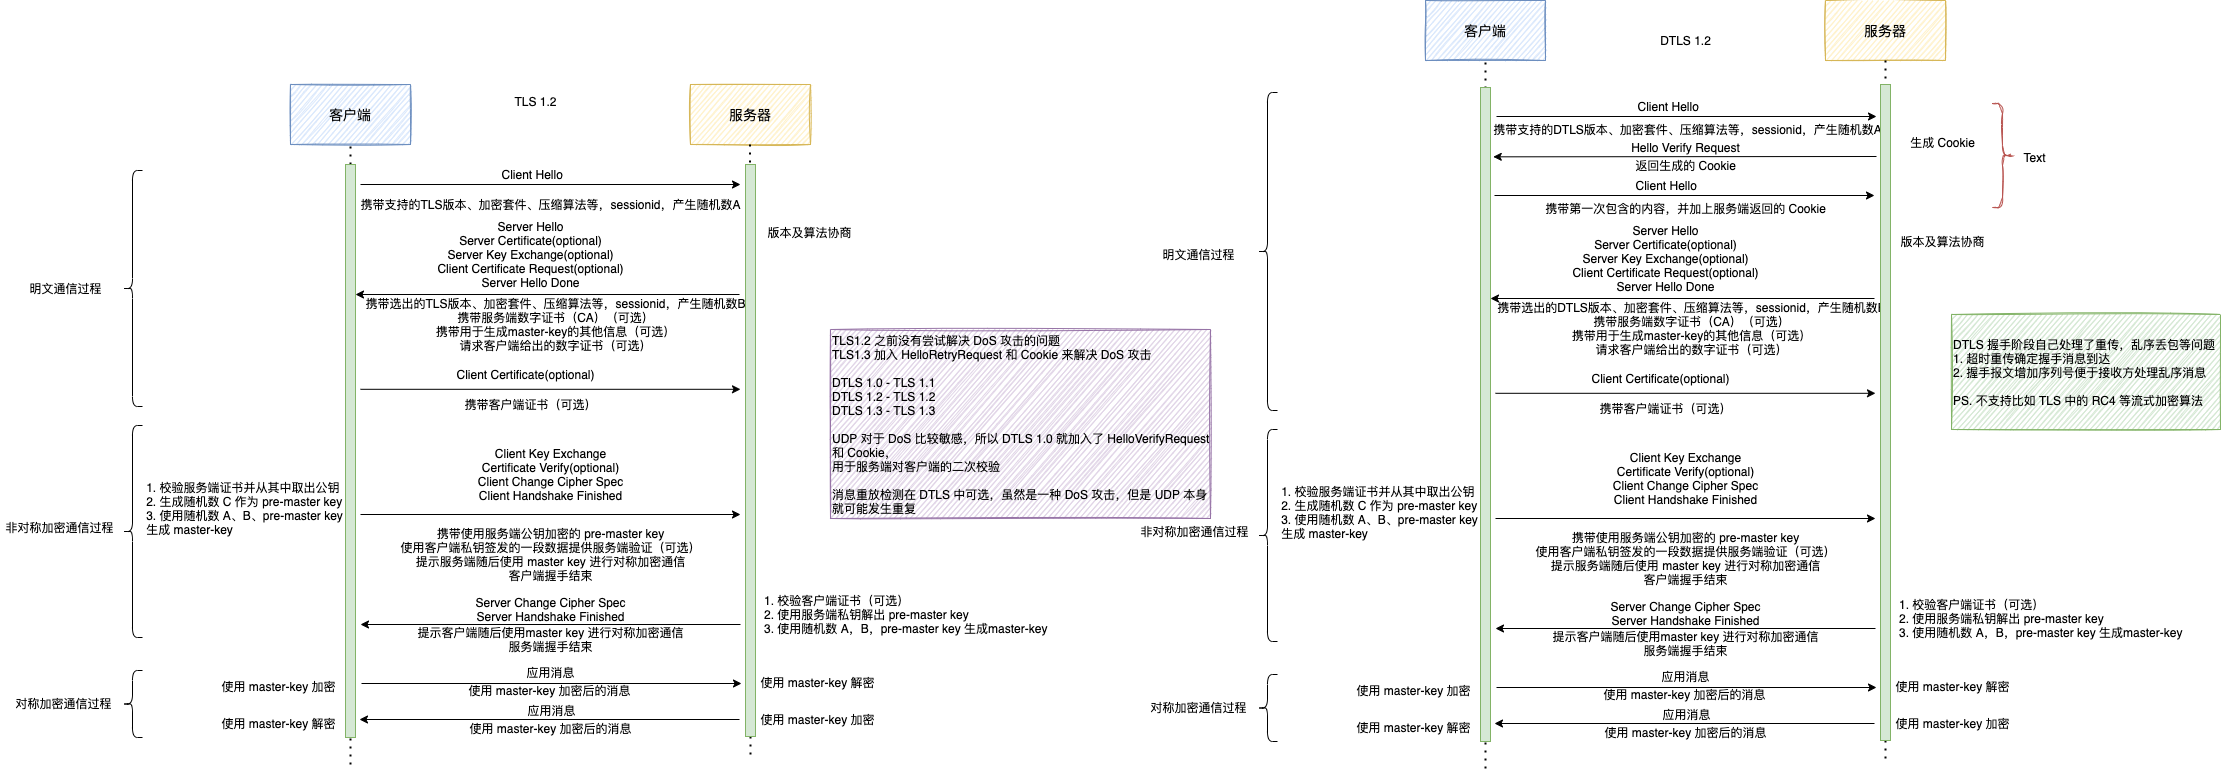 TLS 1.2
客户端
服务器
Client Hello
携带支持的TLS版本、加密套件、压缩算法等，sessionid，产生随机数A
Server Hello
Server Certificate(optional)
Server Key Exchange(optional)
Client Certificate Request(optional)
Server Hello Done
版本及算法协商
明文通信过程
携带选出的TLS版本、加密套件、压缩算法等，sessionid，产生随机数B
携带服务端数字证书（CA）（可选）
携带用于生成master-key的其他信息（可选）
请求客户端给出的数字证书（可选）
Client Certificate(optional)
携带客户端证书（可选）
Client Key Exchange
Certificate Verify(optional)
Client Change Cipher Spec
Client Handshake Finished
1. 校验服务端证书并从其中取出公钥
2. 生成随机数 C 作为 pre-master key
3. 使用随机数 A、B、pre-master key
生成 master-key
非对称加密通信过程
携带使用服务端公钥加密的 pre-master key
使用客户端私钥签发的一段数据提供服务端验证（可选）
提示服务端随后使用 master key 进行对称加密通信
客户端握手结束
Server Change Cipher Spec
Server Handshake Finished
1. 校验客户端证书（可选）
2. 使用服务端私钥解出 pre-master key
3. 使用随机数 A，B，pre-master key 生成master-key
提示客户端随后使用master key 进行对称加密通信
服务端握手结束
应用消息
使用 master-key 加密
使用 master-key 加密后的消息
使用 master-key 解密
对称加密通信过程
应用消息
使用 master-key 解密
使用 master-key 加密后的消息
使用 master-key 加密
TLS1.2 之前没有尝试解决 DoS 攻击的问题
TLS1.3 加入 HelloRetryRequest 和 Cookie 来解决 DoS 攻击
DTLS 1.0 - TLS 1.1
DTLS 1.2 - TLS 1.2
DTLS 1.3 - TLS 1.3
UDP 对于 DoS 比较敏感，所以 DTLS 1.0 就加入了 HelloVerifyRequest
和 Cookie，
用于服务端对客户端的二次校验
消息重放检测在 DTLS 中可选，虽然是一种 DoS 攻击，但是 UDP 本身
就可能发生重复
DTLS 1.2
客户端
服务器
Client Hello
携带支持的DTLS版本、加密套件、压缩算法等，sessionid，产生随机数A
生成 Cookie
Hello Verify Request
返回生成的 Cookie
Text
Client Hello
携带第一次包含的内容，并加上服务端返回的 Cookie
Server Hello
Server Certificate(optional)
Server Key Exchange(optional)
Client Certificate Request(optional)
Server Hello Done
版本及算法协商
明文通信过程
携带选出的DTLS版本、加密套件、压缩算法等，sessionid，产生随机数
携带服务端数字证书（CA）（可选）
携带用于生成master-key的其他信息（可选）
请求客户端给出的数字证书（可选）
Client Certificate(optional)
携带客户端证书（可选）
DTLS 握手阶段自己处理了重传，乱序丢包等问题
1. 超时重传确定握手消息到达
2. 握手报文增加序列号便于接收方处理乱序消息
PS. 不支持比如 TLS 中的 RC4 等流式加密算法
Client Key Exchange
Certificate Verify(optional)
Client Change Cipher Spec
Client Handshake Finished
1. 校验服务端证书并从其中取出公钥
2. 生成随机数 C 作为 pre-master key
3. 使用随机数 A、B、pre-master key
生成 master-key
非对称加密通信过程
携带使用服务端公钥加密的 pre-master key
使用客户端私钥签发的一段数据提供服务端验证（可选）
提示服务端随后使用 master key 进行对称加密通信
客户端握手结束
Server Change Cipher Spec
Server Handshake Finished
1. 校验客户端证书（可选）
2. 使用服务端私钥解出 pre-master key
3. 使用随机数 A，B，pre-master key 生成master-key
提示客户端随后使用master key 进行对称加密通信
服务端握手结束
应用消息
使用 master-key 加密
使用 master-key 加密后的消息
使用 master-key 解密
对称加密通信过程
应用消息
使用 master-key 解密
使用 master-key 加密后的消息
使用 master-key 加密